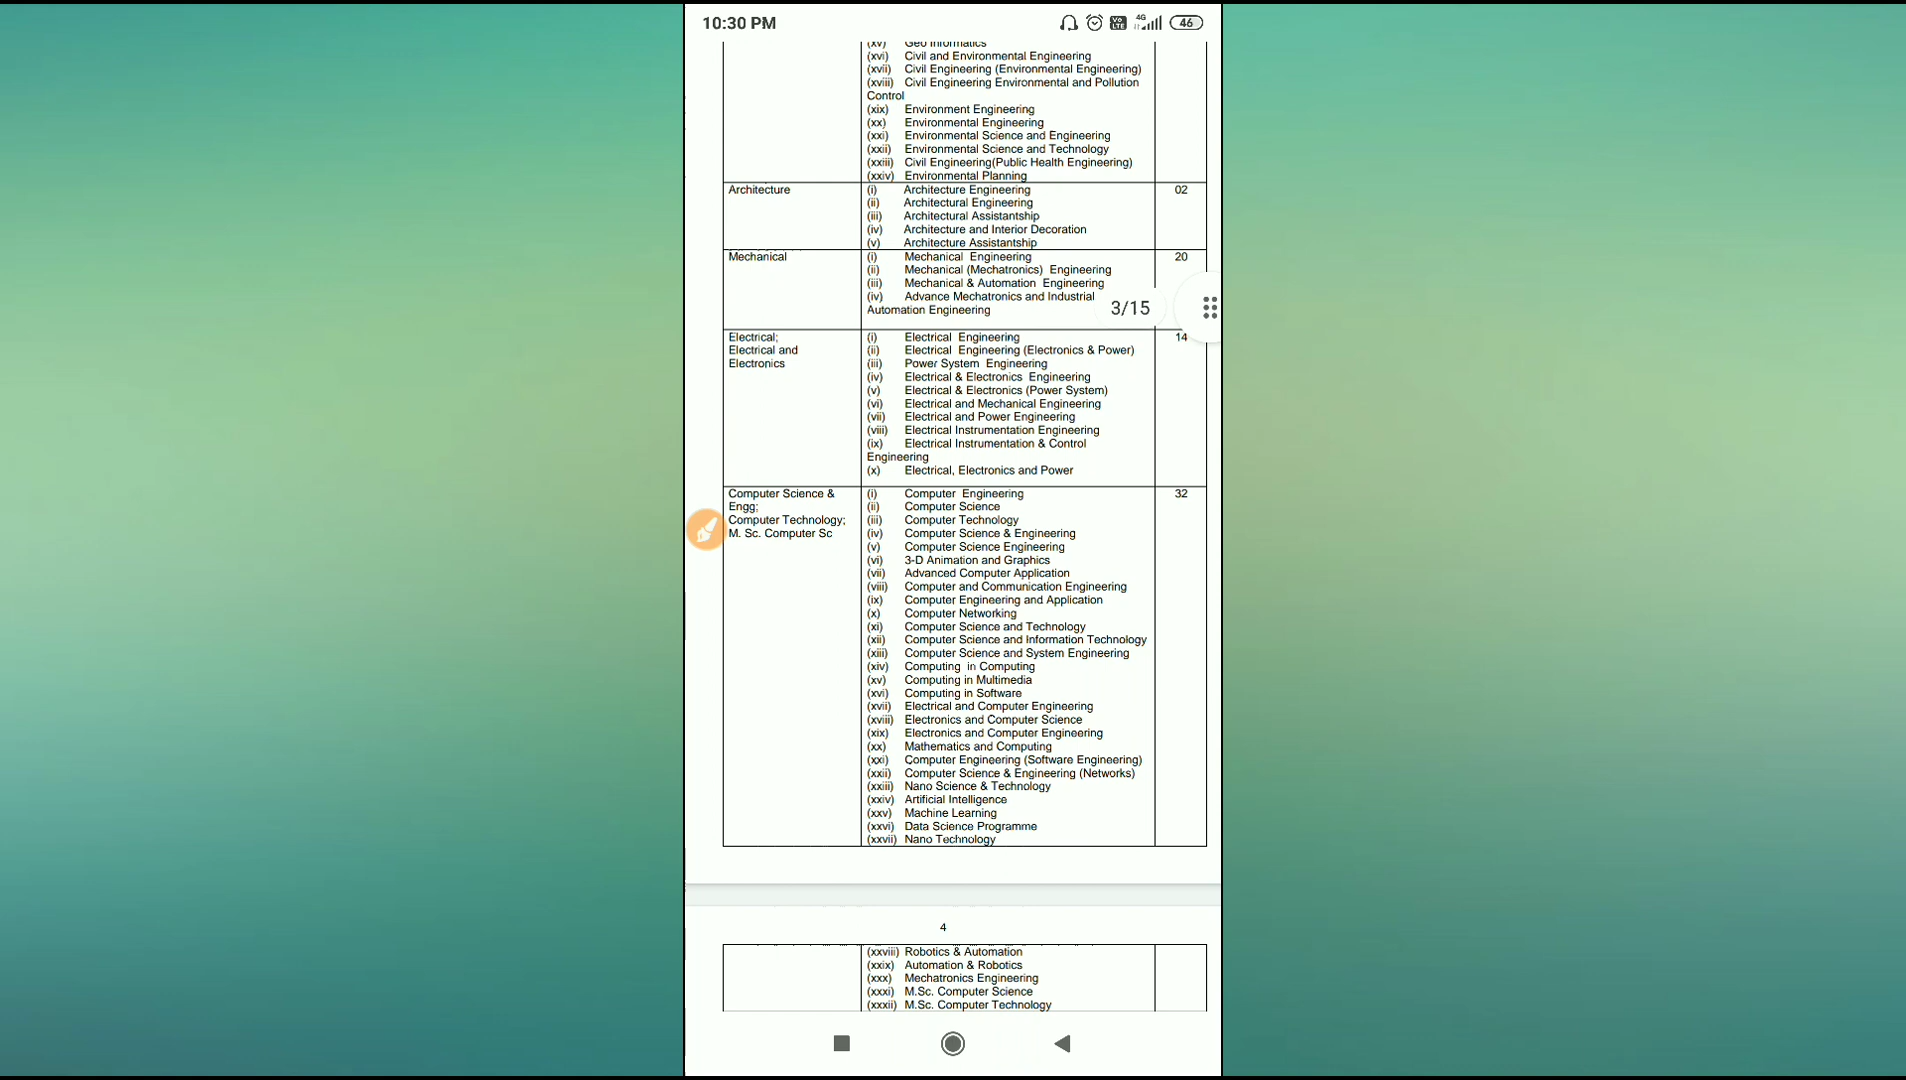 10:30 PM
4G
Vo LTE
46
(xv) Geo Informatics
(xvi) Civil and Environmental Engineering
(xvii) Civil Engineering (Environmental Engineering)
(xviii) Civil Engineering Environmental and Pollution
Control
(xix) Environment Engineering
(xx) Environmental Engineering
(xxi) Environmental Science and Engineering
(xxii) Environmental Science and Technology
(xxiii) Civil Engineering(Public Health Engineering)
(xxiv) Environmental Planning
Architecture (i) Architecture Engineering 02
(ii) Architectural Engineering
(iii) Architectural Assistantship
(iv) Architecture and Interior Decoration
(v) Architecture Assistantship
Mechanical (i) Mechanical Engineering 20
(ii) Mechanical (Mechatronics) Engineering
(iii) Mechanical & Automation Engineering
(iv) Advance Mechatronics and Industrial
Automation Engineering
3/15
Electrical; (i) Electrical Engineering 14
Electrical and (ii) Electrical Engineering (Electronics & Power)
Electronics (iii) Power System Engineering
(iv) Electrical & Electronics Engineering
(v) Electrical & Electronics (Power System)
(vi) Electrical and Mechanical Engineering
(vii) Electrical and Power Engineering
(viii) Electrical Instrumentation Engineering
(ix) Electrical Instrumentation & Control
Engineering
(x) Electrical, Electronics and Power
Computer Science & (i) Computer Engineering 32
Engg; (ii) Computer Science
Computer Technology; (iii) Computer Technology
M. Sc. Computer Sc (iv) Computer Science & Engineering
(v) Computer Science Engineering
(vi) 3-D Animation and Graphics
(vii) Advanced Computer Application
(viii) Computer and Communication Engineering
(ix) Computer Engineering and Application
(x) Computer Networking
(xi) Computer Science and Technology
(xii) Computer Science and Information Technology
(xiii) Computer Science and System Engineering
(xiv) Computing in Computing
(xv) Computing in Multimedia
(xvi) Computing in Software
(xvii) Electrical and Computer Engineering
(xviii) Electronics and Computer Science
(xix) Electronics and Computer Engineering
(xx) Mathematics and Computing
(xxi) Computer Engineering (Software Engineering)
(xxii) Computer Science & Engineering (Networks)
(xxiii) Nano Science & Technology
(xxiv) Artificial Intelligence
(xxv) Machine Learning
(xxvi) Data Science Programme
(xxvii) Nano Technology
4
(xxviii) Robotics & Automation
(xxix) Automation & Robotics
(xxx) Mechatronics Engineering
(xxxi) M.Sc. Computer Science
(xxxii) M.Sc. Computer Technology